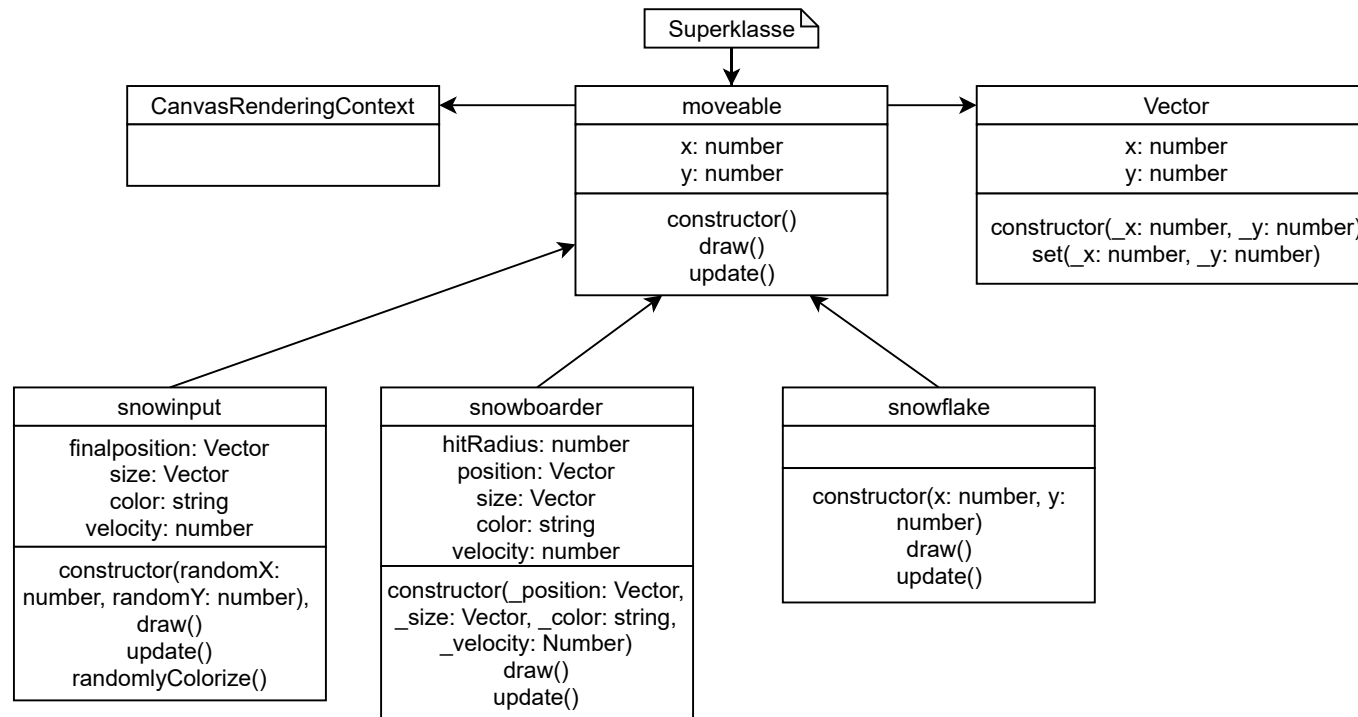 Superklasse
CanvasRenderingContext
moveable
x: number
y: number
constructor()
draw()
update()
Vector
x: number
y: number
constructor(_x: number, _y: number)
set(_x: number, _y: number)
snowinput
finalposition: Vector
size: Vector
color: string
velocity: number
constructor(randomX:
number, randomY: number),
draw()
update()
randomlyColorize()
snowboarder
hitRadius: number
position: Vector
size: Vector
color: string
velocity: number
constructor(_position: Vector,
_size: Vector, _color: string,
_velocity: Number)
draw()
update()
snowflake
constructor(x: number, y:
number)
draw()
update()